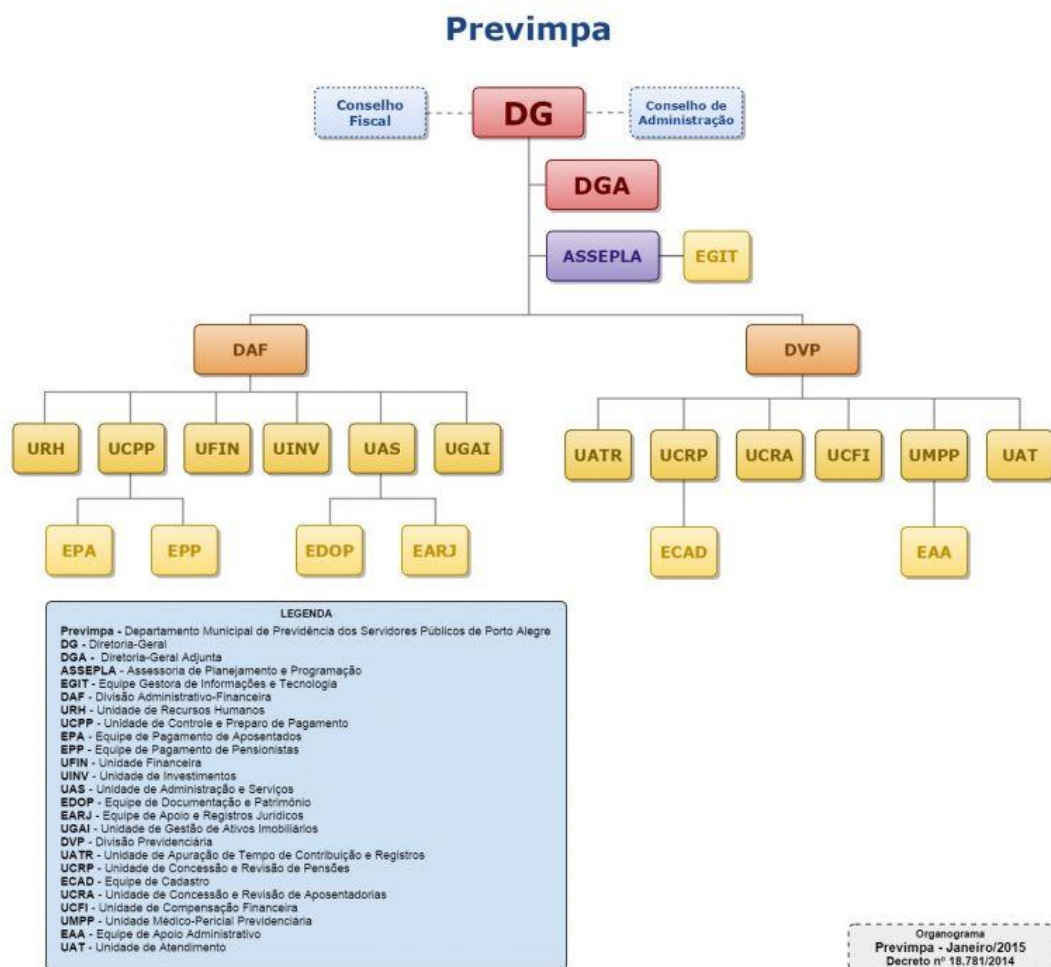 Previmpa
Conselho
Fiscal
DG
Conselho de
Administração
DGA
ASSEPLA
EGIT
DAF
DVP
URH
UCPP
UFIN
UINV
UAS
UGAI
UATR
UCRP
UCRA
UCFI
UMPP
UAT
EPA
EPP
EDOP
EARJ
ECAD
EAA
LEGENDA
Previmpa - Departamento Municipal de Previdência dos Servidores Públicos de Porto Alegre
DG - Diretoria-Geral
DGA - Diretoria-Geral Adjunta
ASSEPLA - Assessoria de Planejamento e Programação
EGIT - Equipe Gestora de Informações e Tecnologia
DAF - Divisão Administrativo-Financeira
URH - Unidade de Recursos Humanos
UCPP - Unidade de Controle e Preparo de Pagamento
EPA - Equipe de Pagamento de Aposentados
EPP - Equipe de Pagamento de Pensionistas
UFIN - Unidade Financeira
UINV - Unidade de Investimentos
UAS - Unidade de Administração e Serviços
EDOP - Equipe de Documentação e Patrimônio
EARJ - Equipe de Apoio e Registros Jurídicos
UGAI - Unidade de Gestão de Ativos Imobiliários
DVP - Divisão Previdenciária
UATR - Unidade de Apuração de Tempo de Contribuição e Registros
UCRP - Unidade de Concessão e Revisão de Pensões
ECAD - Equipe de Cadastro
UCRA - Unidade de Concessão e Revisão de Aposentadorias
UCFI - Unidade de Compensação Financeira
UMPP - Unidade Médico-Pericial Previdenciária
EAA - Equipe de Apoio Administrativo
UAT - Unidade de Atendimento
Organograma
Previmpa - Janeiro/2015
Decreto nº 18.781/2014